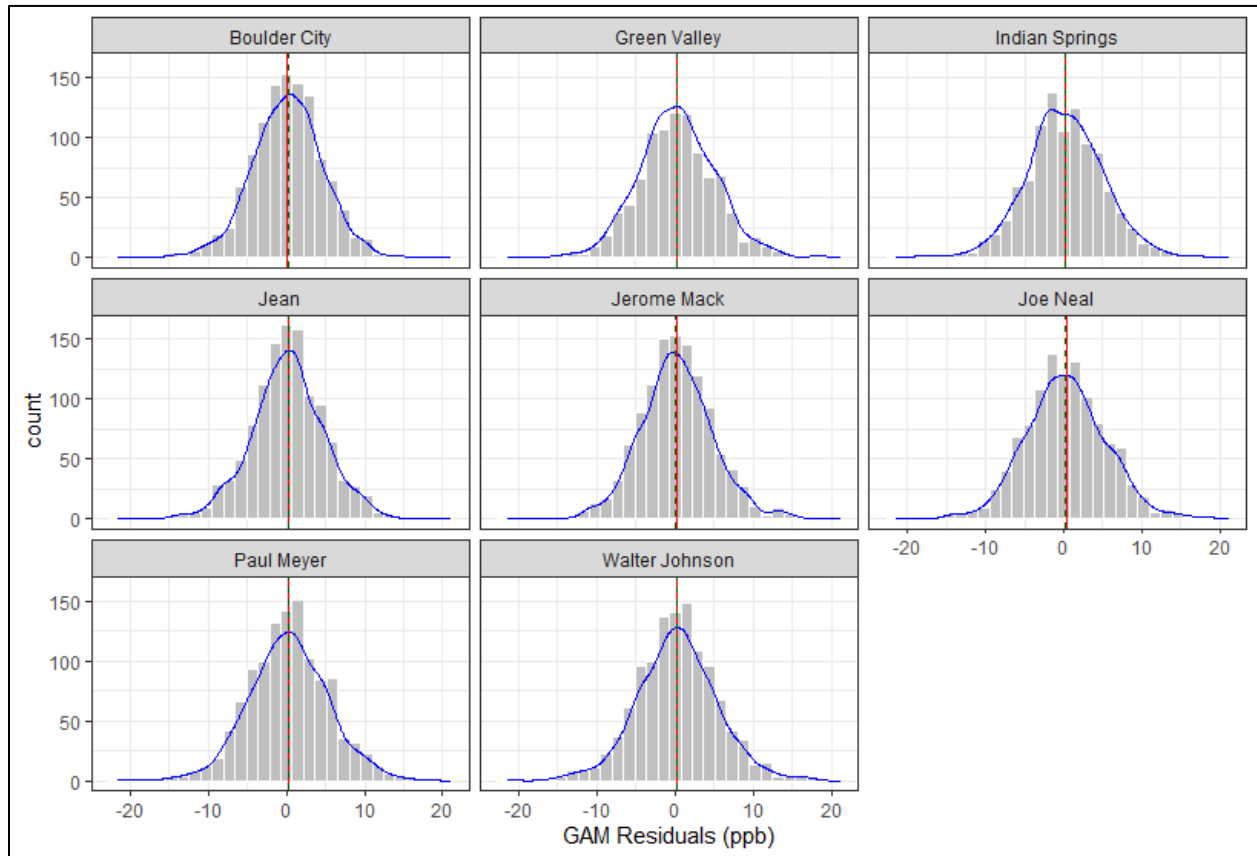 Boulder City
Green Valley
Indian Springs
150
100
50
0
Jean
Jerome Mack
Joe Neal
150
100
50
0
-20 -10 0 10 20
Paul Meyer
Walter Johnson
150
100
50
0
-20 -10 0 10 20
-20 -10 0 10 20
count
GAM Residuals (ppb)